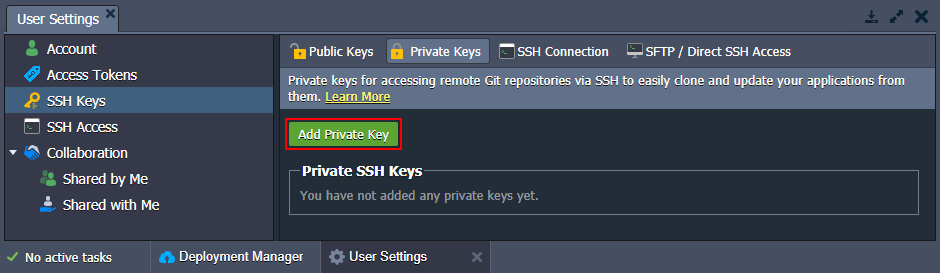 User Settings
Account
Access Tokens
SSH Keys
SSH Access
Collaboration
Shared by Me
Shared with Me
Public Keys
Private Keys
SSH Connection
SFTP / Direct SSH Access
Private keys for accessing remote Git repositories via SSH to easily clone and update your applications from
them. Learn More
Add Private Key
Private SSH Keys
You have not added any private keys yet.
No active tasks
Deployment Manager
User Settings